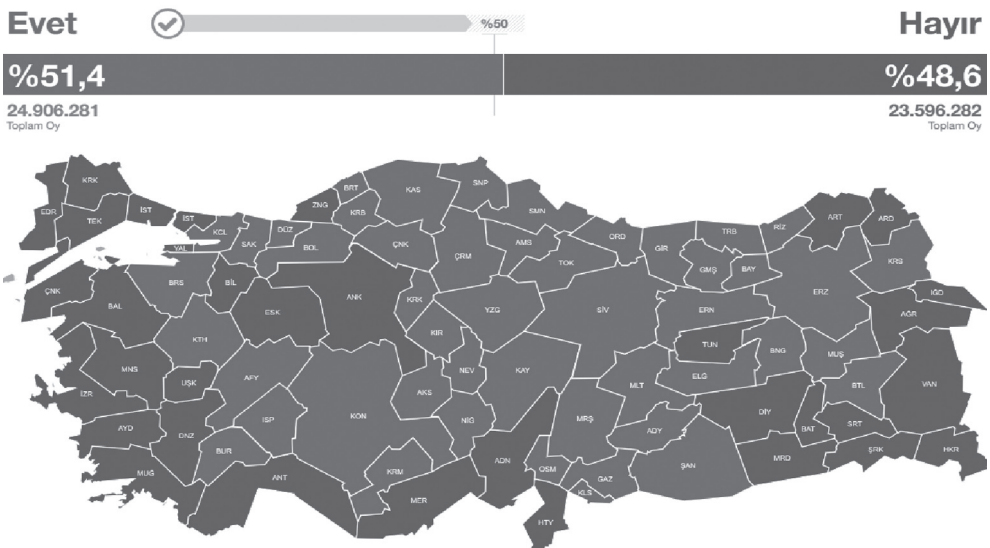 Evet
%50
Hayır
%51,4
%48,6
24.906.281
Toplam Oy
23.596.282
Toplam Oy
KRK
EDR
TEK
İST
İST
KCL
YAL
SAK
DÜZ
BOL
ZNG
BRT
KRB
KAS
SNP
SMN
ÇNK
ÇRM
AMS
TOK
ORD
GİR
TRB
RİZ
ART
ARD
GMŞ
BAY
KRS
IĞD
AĞR
ERZ
ERN
SİV
YZG
KRK
ANK
ESK
BİL
BRS
ÇNK
BAL
KTH
MNS
UŞK
AFY
İZR
AYD
DNZ
ISP
BUR
MUĞ
ANT
KON
KRM
AKS
KIR
NEV
NİĞ
KAY
MER
ADN
OSM
HTY
KLS
GAZ
MRŞ
MLT
ADY
ŞAN
ELĞ
TUN
BNG
MUŞ
BTL
VAN
DİY
BAT
SRT
MRD
ŞRK
HKR